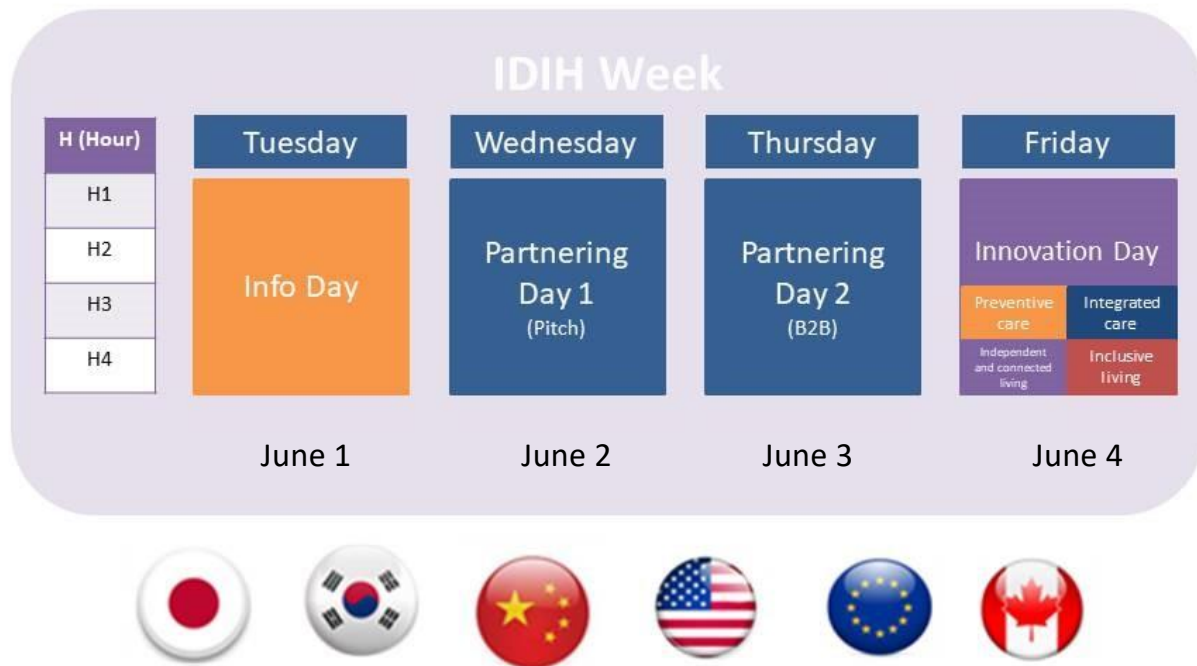 IDIH Week
H (Hour)
Tuesday
Wednesday
Thursday
Friday
H1
H2
H3
H4
Info Day
Partnering
Day 1
(Pitch)
Partnering
Day 2
(B2B)
Innovation Day
Preventive
care
Integrated
care
Independent
and connected
living
Inclusive
living
June 1
June 2
June 3
June 4